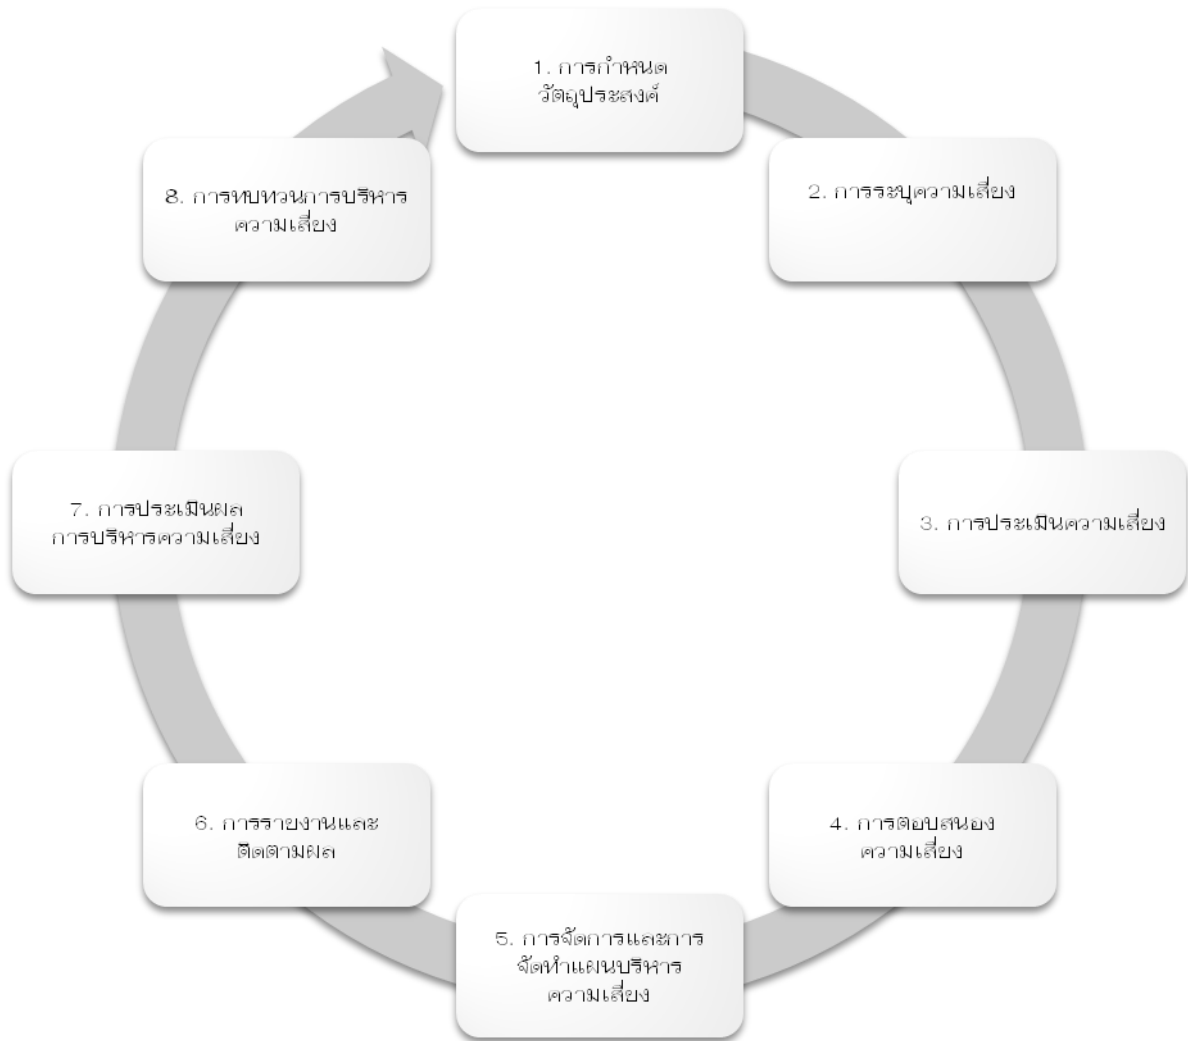 1. การกำหนด
วัตถุประสงค์
2. การระบุความเสี่ยง
3. การประเมินความเสี่ยง
4. การตอบสนอง
ความเสี่ยง
5. การจัดการและการ
จัดทำแผนบริหาร
ความเสี่ยง
6. การรายงานและ
ติดตามผล
7. การประเมินผล
การบริหารความเสี่ยง
8. การทบทวนการบริหาร
ความเสี่ยง